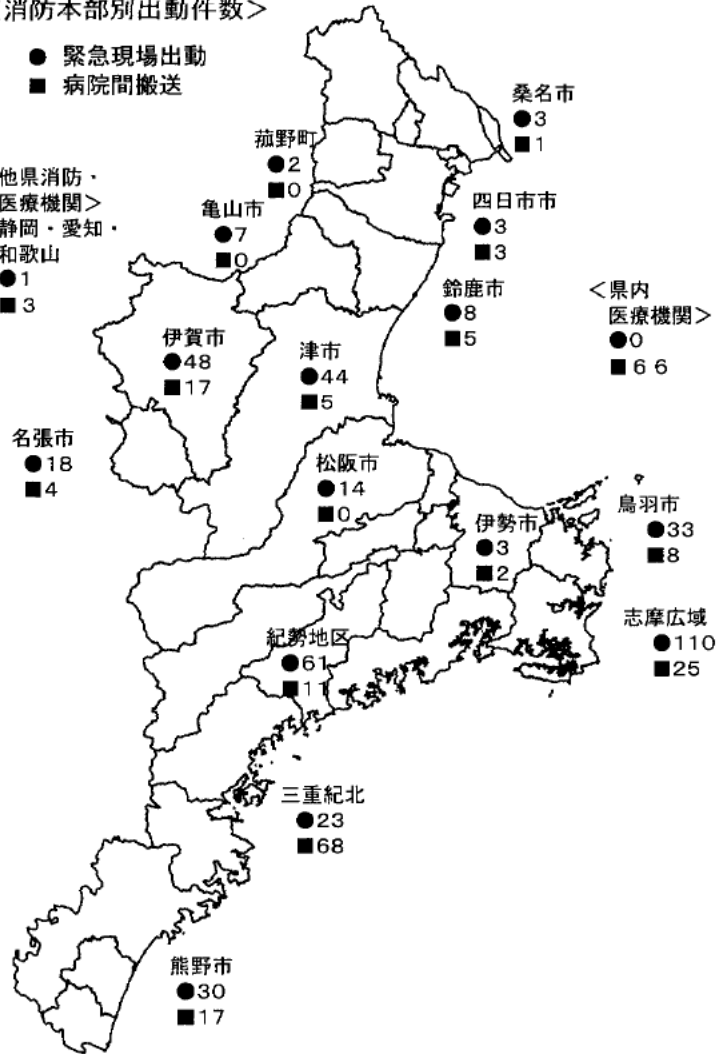 消防本部別出動件数＞
● 緊急現場出動
■ 病院間搬送
桑名市
●3
■1
菰野町
●2
■0
他県消防・
医療機関＞
静岡・愛知・
和歌山
●1
■3
亀山市
●7
■0
四日市市
●3
■3
鈴鹿市
●8
■5
＜県内
医療機関＞
●0
■66
伊賀市
●48
■17
津市
●44
■5
名張市
●18
■4
松阪市
●14
■0
伊勢市
●3
■2
鳥羽市
●33
■8
志摩広域
●110
■25
紀勢地区
●61
■11
三重紀北
●23
■68
熊野市
●30
■17